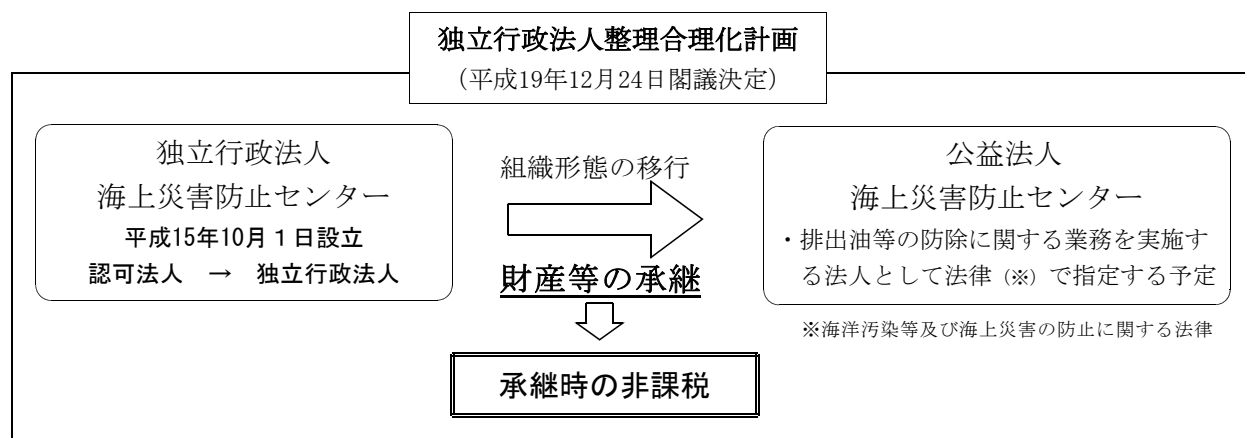 独立行政法人整理合理化計画
（平成19年12月24日閣議決定）
独立行政法人
海上災害防止センター
平成15年10月１日設立
認可法人　→　独立行政法人
組織形態の移行
財産等の承継
承継時の非課税
公益法人
海上災害防止センター
・排出油等の防除に関する業務を実施す
る法人として法律（※）で指定する予定
※海洋汚染等及び海上災害の防止に関する法律